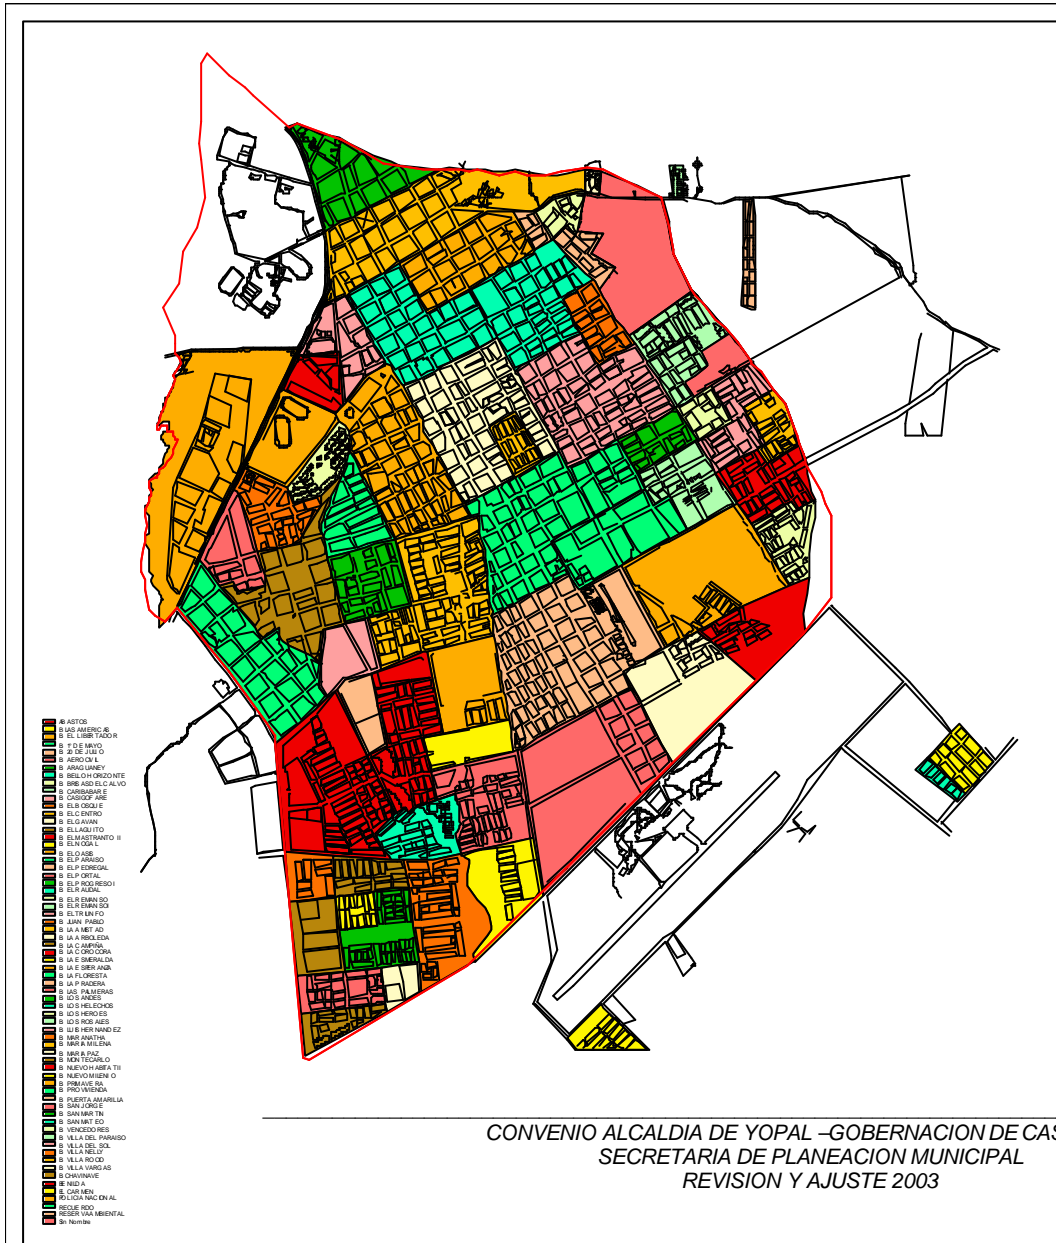 ABASTOS
B LAS AMERICAS
B. EL LIBERTADOR
B. 1° DE MAYO
B. 20 DE JULIO
B. AEROCIVIL
B. ARAGUANEY
B. BELLO HORIZONTE
B. BRISAS DEL CALVO
B. CARIBABARE
B. CASIQUFARE
B. EL BOSQUE
B. EL CENTRO
B. EL GAVAN
B. EL LAGUITO
B. EL MASTRANTO II
B. EL NOGAL
B. EL OASIS
B. EL PARAISO
B. EL PEDREGAL
B. EL PORTAL
B. EL PROGRESO I
B. EL RAUDAL
B. EL REMANSO
B. EL REMANSO I
B. EL TRIUNFO
B. JUAN PABLO
B. LA AMISTAD
B. LA ARBOLEDA
B. LA CAMPIÑA
B. LA COROCORA
B. LA ESMERALDA
B. LA ESPERANZA
B. LA FLORESTA
B. LA PRADERA
B. LAS PALMERAS
B. LOS ANDES
B. LOS HELECHOS
B. LOS HEROES
B. LOS ROSALES
B. LUIS HERNANDEZ
B. MARANATHA
B. MARIA MILENA
B. MARIA PAZ
B. MONTECARLO
B. NUEVO HABITAT II
B. NUEVO MILENIO
B. PRIMAVERA
B. PROVIVIENDA
B. PUERTA AMARILLA
B. SAN JORGE
B. SAN MARTIN
B. SAN MATEO
B. VENCEDORES
B. VILLA DEL PARAISO
B. VILLA DEL SOL
B. VILLA NELLY
B. VILLA ROCIO
B. VILLA VARGAS
B.CHAVINAVE
BENILDA
EL CARMEN
POLICIA NACIONAL
RECUERDO
RESERVA AMBIENTAL
Sin Nombre
CONVENIO ALCALDIA DE YOPAL –GOBERNACION DE CAS
SECRETARIA DE PLANEACION MUNICIPAL
REVISION Y AJUSTE 2003